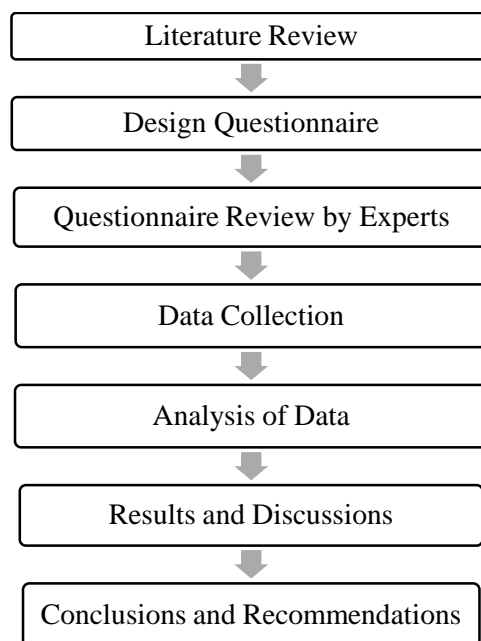 Literature Review
Design Questionnaire
Questionnaire Review by Experts
Data Collection
Analysis of Data
Results and Discussions
Conclusions and Recommendations